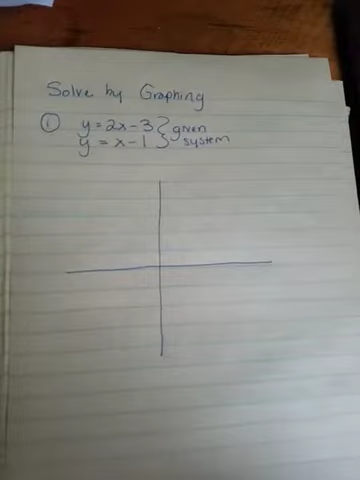 Solve by Graphing
① y = 2x - 3 } given
y = x - 1 } system